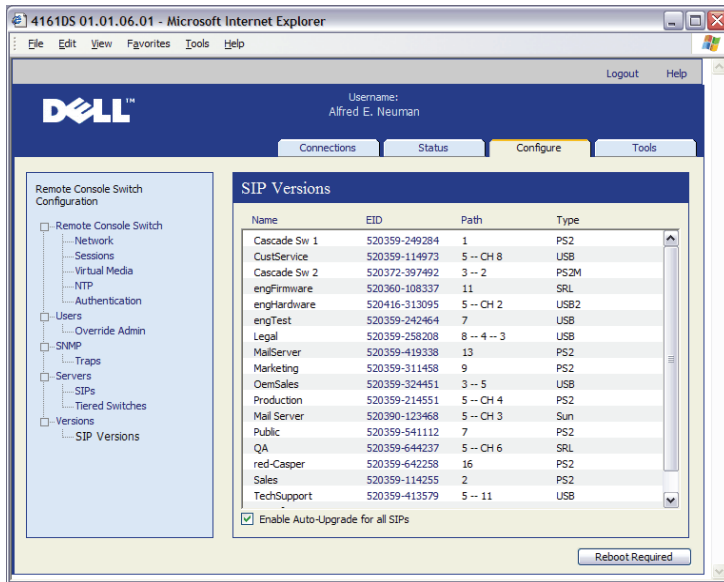 4161DS 01.01.06.01 - Microsoft Internet Explorer
File Edit View Favorites Tools Help
Logout Help
DELL™
Username:
Alfred E. Neuman
Connections Status Configure Tools
Remote Console Switch
Configuration
Remote Console Switch
Network
Sessions
Virtual Media
NTP
Authentication
Users
Override Admin
SNMP
Traps
Servers
SIPs
Tiered Switches
Versions
SIP Versions
SIP Versions
Name EID Path Type
Cascade Sw 1 520359-249284 1 PS2
CustService 520359-114973 5 -- CH 8 USB
Cascade Sw 2 520372-397492 3 -- 2 PS2M
engFirmware 520360-108337 11 SRL
engHardware 520416-313095 5 -- CH 2 USB2
engTest 520359-242464 7 USB
Legal 520359-258208 8 -- 4 -- 3 USB
MailServer 520359-419338 13 PS2
Marketing 520359-311458 9 PS2
OemSales 520359-324451 3 -- 5 USB
Production 520359-214551 5 -- CH 4 PS2
Mail Server 520390-123468 5 -- CH 3 Sun
Public 520359-541112 7 PS2
QA 520359-644237 5 -- CH 6 SRL
red-Casper 520359-642258 16 PS2
Sales 520359-114255 2 PS2
TechSupport 520359-413579 5 -- 11 USB
Enable Auto-Upgrade for all SIPs
Reboot Required